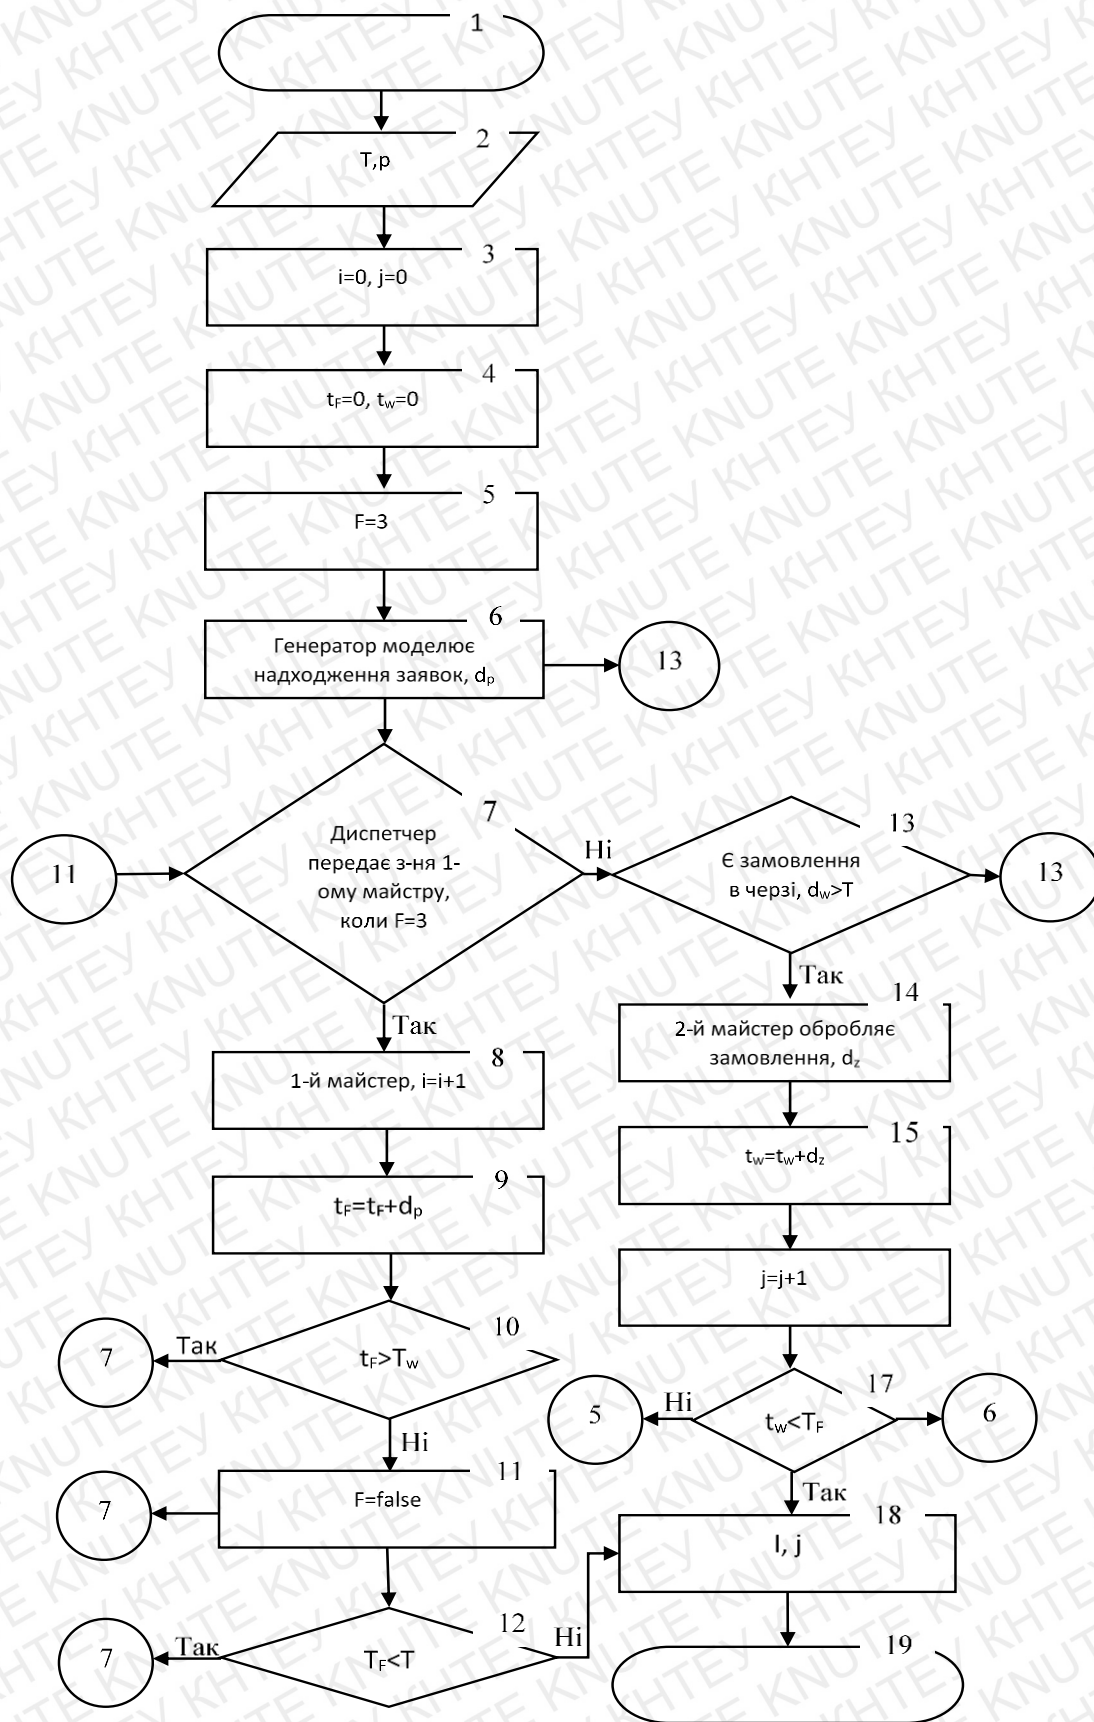 1
2
T,p
3
i=0, j=0
4
tF=0, tw=0
5
F=3
6
Генератор моделює
надходження заявок, dp
13
7
Диспетчер
передає з-ня 1-
ому майстру,
коли F=3
11
Ні
13
Є замовлення
в черзі, dw>T
13
Так
Так
8
1-й майстер, i=i+1
14
2-й майстер обробляє
замовлення, dz
9
tF=tF+dp
15
tw=tw+dz
j=j+1
10
tF>Tw
Так
7
Ні
17
tw<TF
Ні
5
6
Так
11
F=false
7
18
I, j
12
TF<T
Так
7
Ні
19
KHTEУ KNUTE